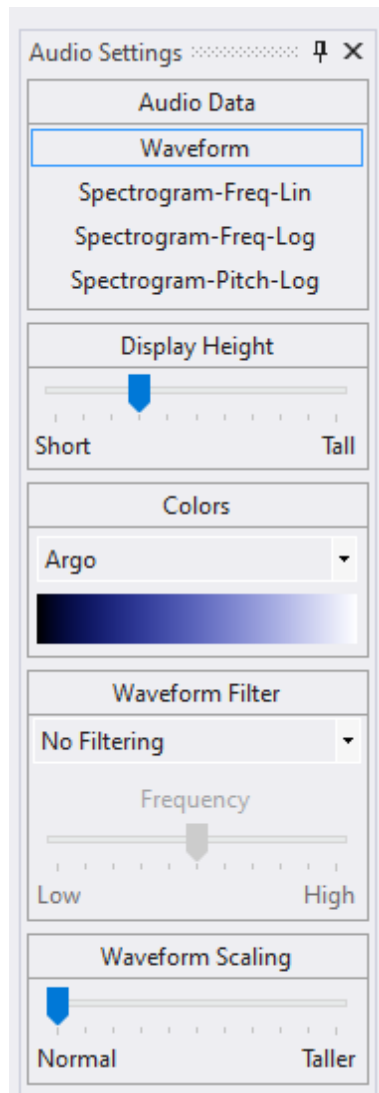 Audio Settings
Audio Data
Waveform
Spectrogram-Freq-Lin
Spectrogram-Freq-Log
Spectrogram-Pitch-Log
Display Height
Short Tall
Colors
Argo
Waveform Filter
No Filtering
Frequency
Low High
Waveform Scaling
Normal Taller